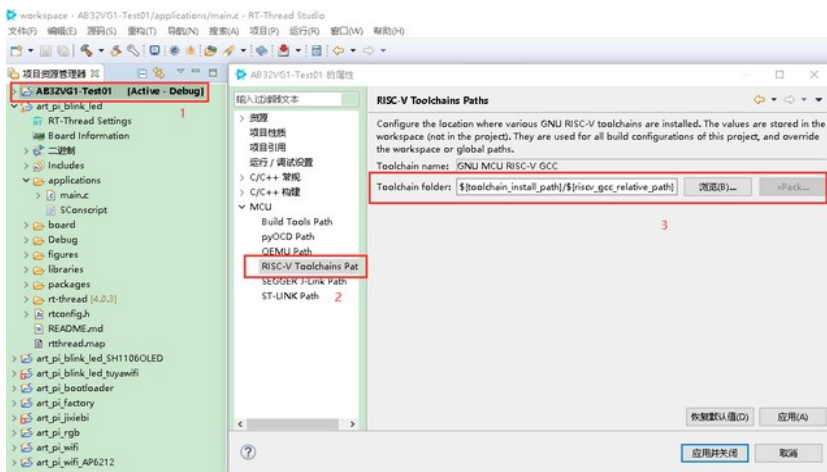 workspace - AB32VG1-Test01/applications/main.c - RT-Thread Studio
文件(F) 编辑(E) 源码(S) 重构(T) 导航(N) 搜索(A) 项目(P) 运行(R) 窗口(W) 帮助(H)
项目资源管理器
AB32VG1-Test01 [Active - Debug]
1
art_pi_blink_led
RT-Thread Settings
Board Information
二进制
Includes
applications
main.c
SConscript
board
Debug
figures
libraries
packages
rt-thread [4.0.3]
rtconfig.h
README.md
rtthread.map
art_pi_blink_led_SH1106OLED
art_pi_blink_led_tuyawifi
art_pi_bootloader
art_pi_factory
art_pi_jixiebi
art_pi_rgb
art_pi_wifi
art_pi_wifi_AP6212
AB32VG1-Test01 的属性
输入过滤器文本
资源
项目性质
项目引用
运行 / 调试设置
C/C++ 常规
C/C++ 构建
MCU
Build Tools Path
pyOCD Path
QEMU Path
RISC-V Toolchains Pat
SEGGER J-Link Path
ST-LINK Path
2
RISC-V Toolchains Paths
Configure the location where various GNU RISC-V toolchains are installed. The values are stored in the
workspace (not in the project). They are used for all build configurations of this project, and override
the workspace or global paths.
Toolchain name: GNU MCU RISC-V GCC
Toolchain folder: ${toolchain_install_path}/${riscv_gcc_relative_path} 浏览(B)... xPack...
3
恢复默认值(D) 应用(A)
应用并关闭 取消